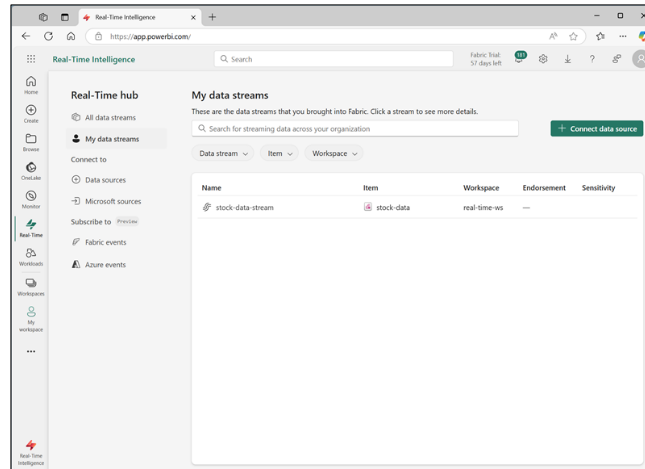 Real-Time Intelligence
https://app.powerbi.com/
Real-Time Intelligence
Search
Fabric Trial:
57 days left
181
Home
Create
Browse
OneLake
Monitor
Real-Time
Workloads
Workspaces
My
workspace
Real-Time
Intelligence
Real-Time hub
All data streams
My data streams
Connect to
Data sources
Microsoft sources
Subscribe to Preview
Fabric events
Azure events
My data streams
These are the data streams that you brought into Fabric. Click a stream to see more details.
Search for streaming data across your organization
Connect data source
Data stream Item Workspace
Name Item Workspace Endorsement Sensitivity
stock-data-stream stock-data real-time-ws —